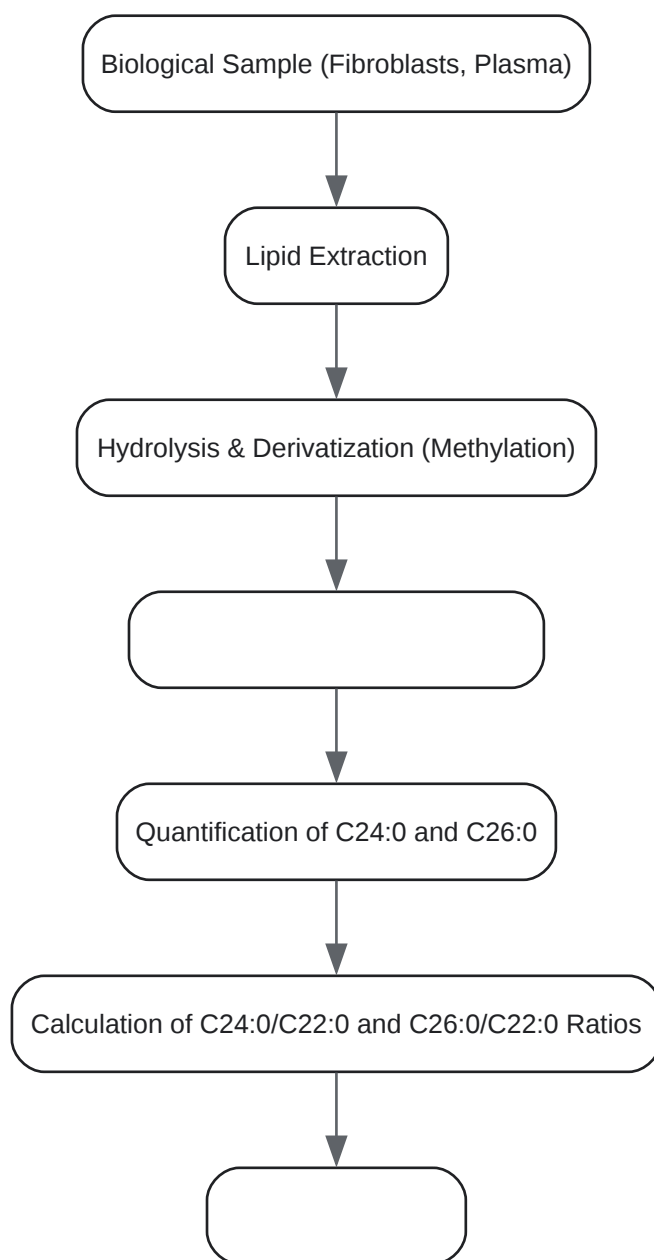 Biological Sample (Fibroblasts, Plasma)
Lipid Extraction
Hydrolysis & Derivatization (Methylation)
Quantification of C24:0 and C26:0
Calculation of C24:0/C22:0 and C26:0/C22:0 Ratios